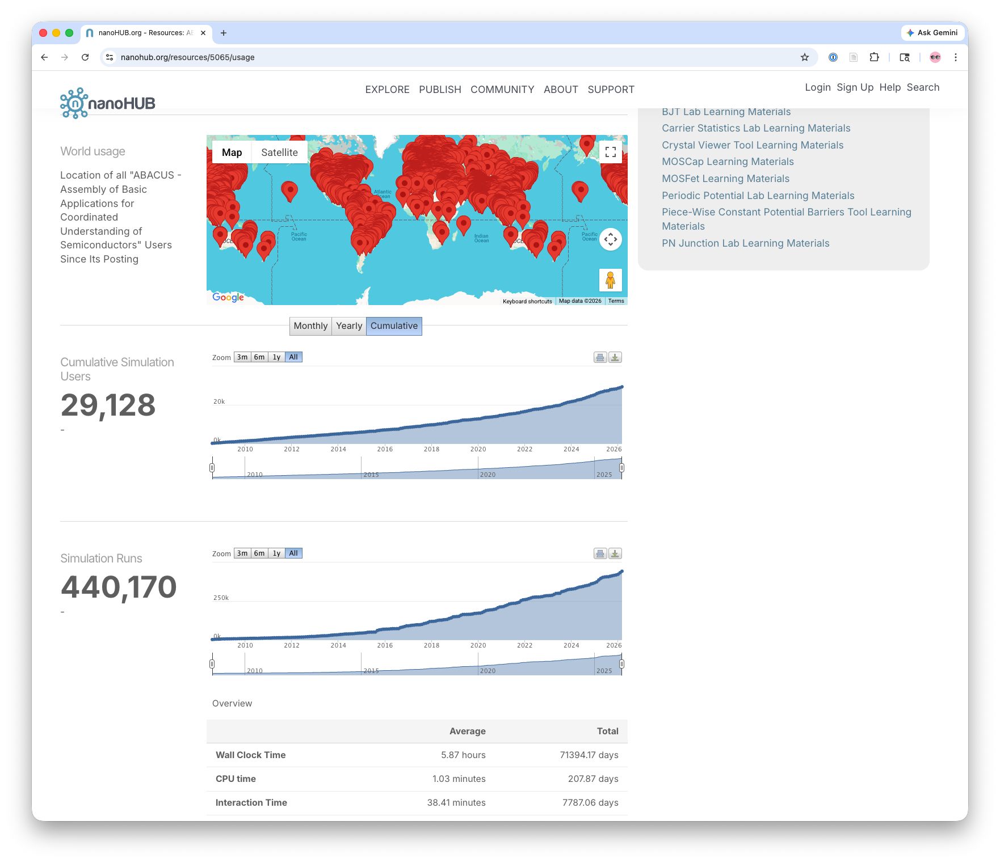 nanoHUB.org - Resources: AB
Ask Gemini
nanohub.org/resources/5065/usage
nanoHUB
EXPLORE PUBLISH COMMUNITY ABOUT SUPPORT
Login Sign Up Help Search
BJT Lab Learning Materials
Carrier Statistics Lab Learning Materials
Crystal Viewer Tool Learning Materials
MOSCap Learning Materials
MOSFet Learning Materials
Periodic Potential Lab Learning Materials
Piece-Wise Constant Potential Barriers Tool Learning
Materials
PN Junction Lab Learning Materials
World usage
Location of all "ABACUS -
Assembly of Basic
Applications for
Coordinated
Understanding of
Semiconductors" Users
Since Its Posting
Map Satellite
Atlantic
Ocean
Pacific
Ocean
Indian
Ocean
Pacific
Ocean
Google
Keyboard shortcuts Map data ©2026 Terms
Monthly Yearly Cumulative
Cumulative Simulation
Users
29,128
-
Zoom 3m 6m 1y All
20k
0k
2010 2012 2014 2016 2018 2020 2022 2024 2026
2010 2015 2020 2025
Simulation Runs
440,170
-
Zoom 3m 6m 1y All
250k
0k
2010 2012 2014 2016 2018 2020 2022 2024 2026
2010 2015 2020 2025
Overview
Average Total
Wall Clock Time 5.87 hours 71394.17 days
CPU time 1.03 minutes 207.87 days
Interaction Time 38.41 minutes 7787.06 days